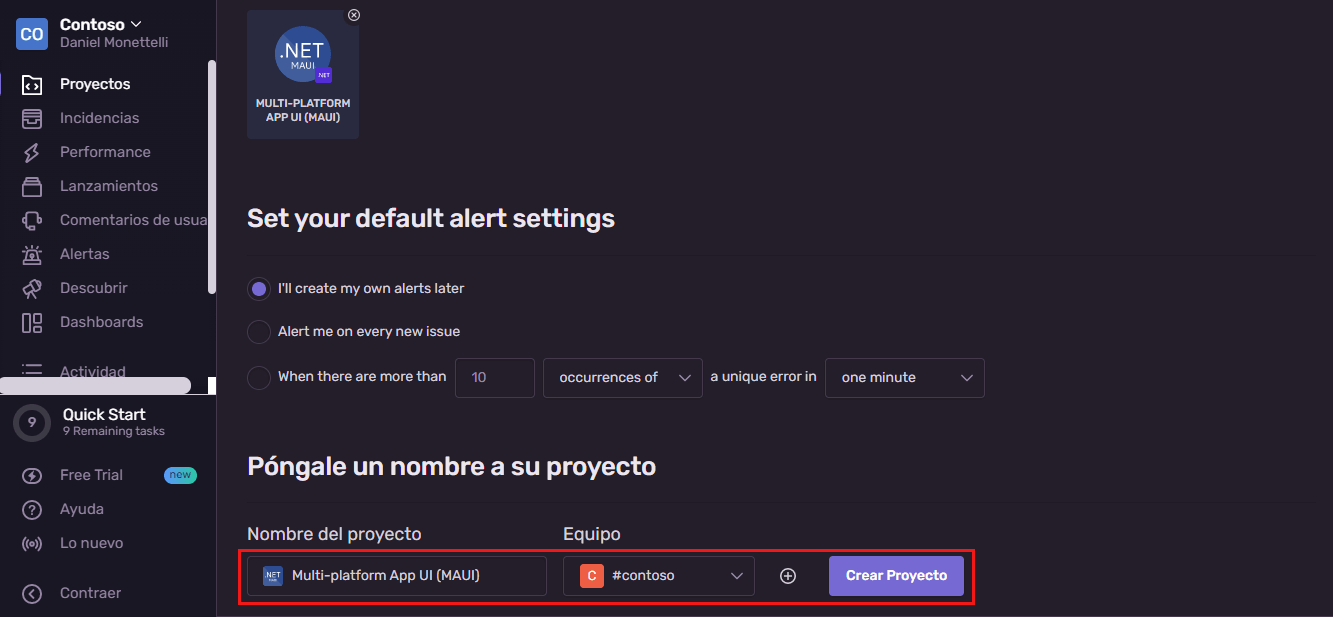 CO
Contoso
Daniel Monettelli
Proyectos
Incidencias
Performance
Lanzamientos
Comentarios de usua
Alertas
Descubrir
Dashboards
Actividad
9
Quick Start
9 Remaining tasks
Free Trial
new
Ayuda
Lo nuevo
Contraer
.NET
MAUI
.NET
MULTI-PLATFORM
APP UI (MAUI)
Set your default alert settings
I'll create my own alerts later
Alert me on every new issue
When there are more than 10 occurrences of a unique error in one minute
Póngale un nombre a su proyecto
Nombre del proyecto Equipo
.NET Multi-platform App UI (MAUI) C #contoso Crear Proyecto